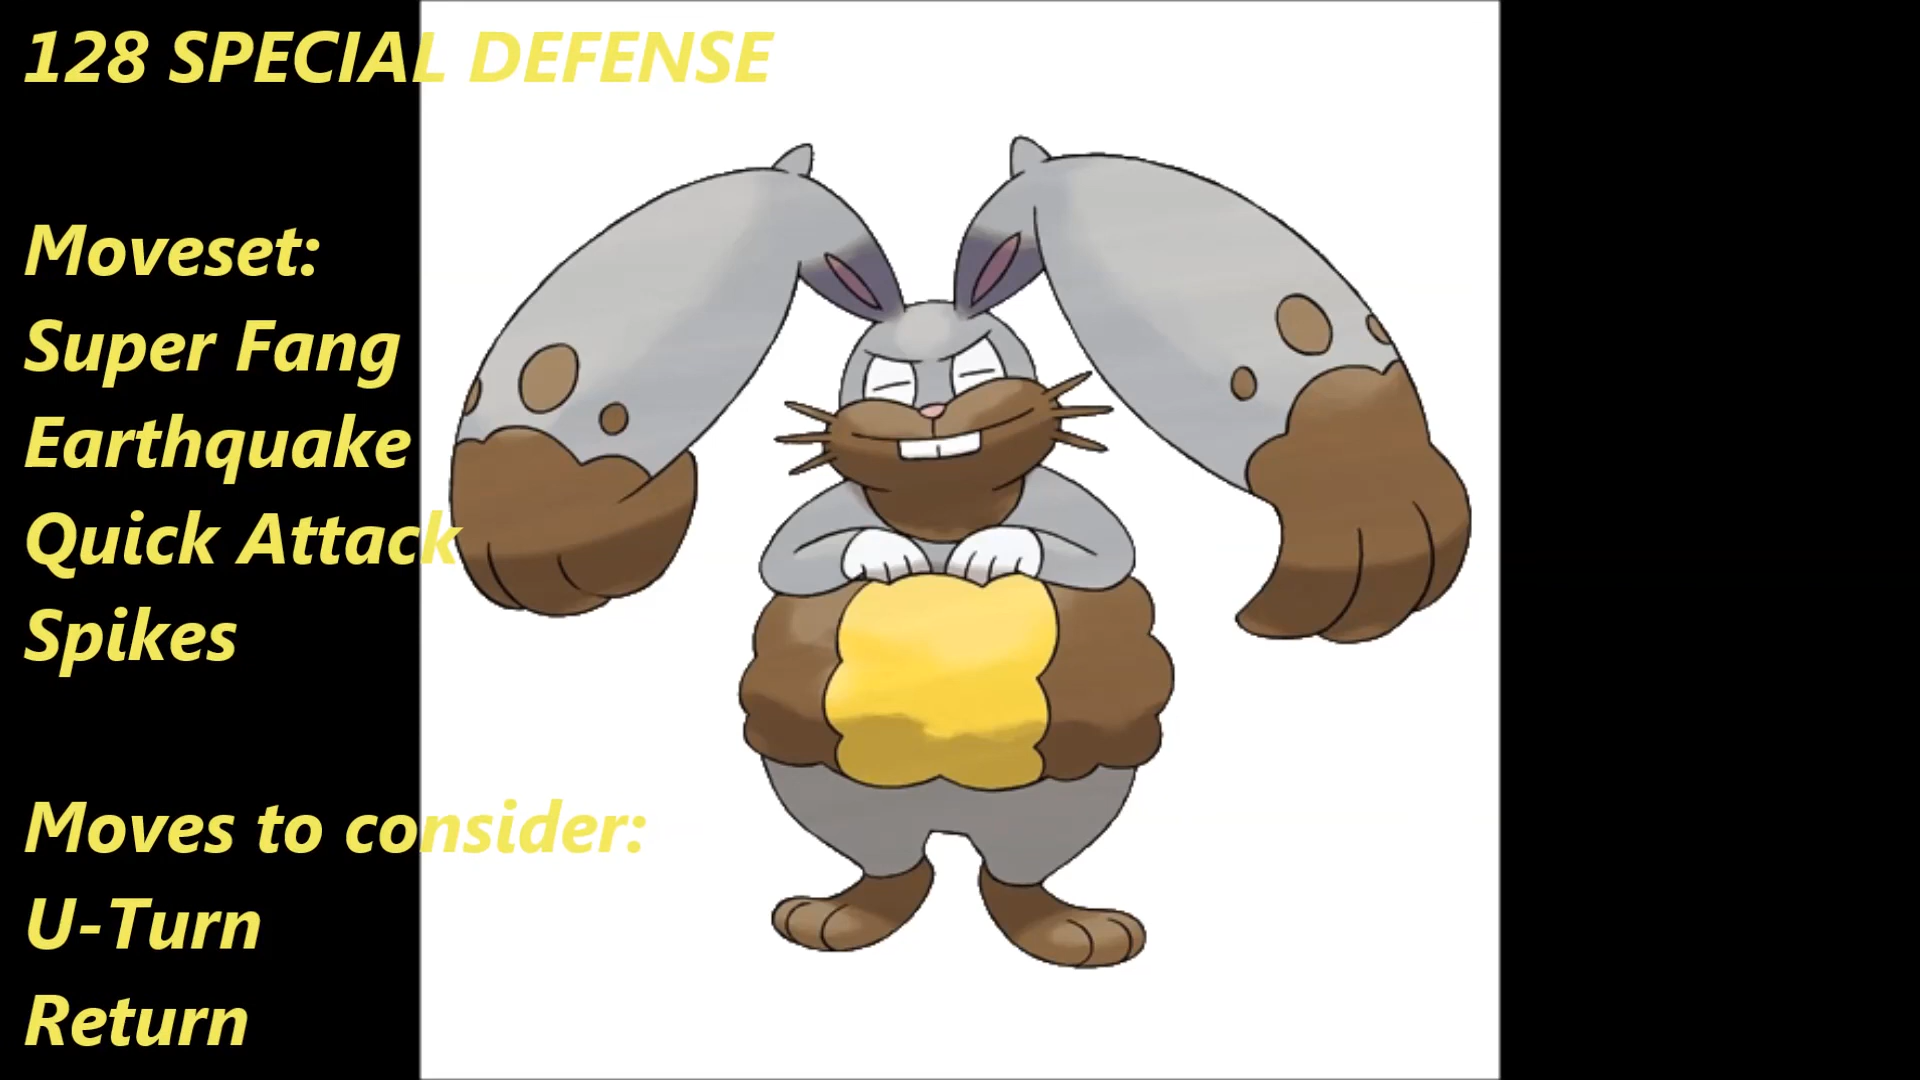 128 SPECIAL DEFENSE
Moveset:
Super Fang
Earthquake
Quick Attack
Spikes
Moves to consider:
U-Turn
Return